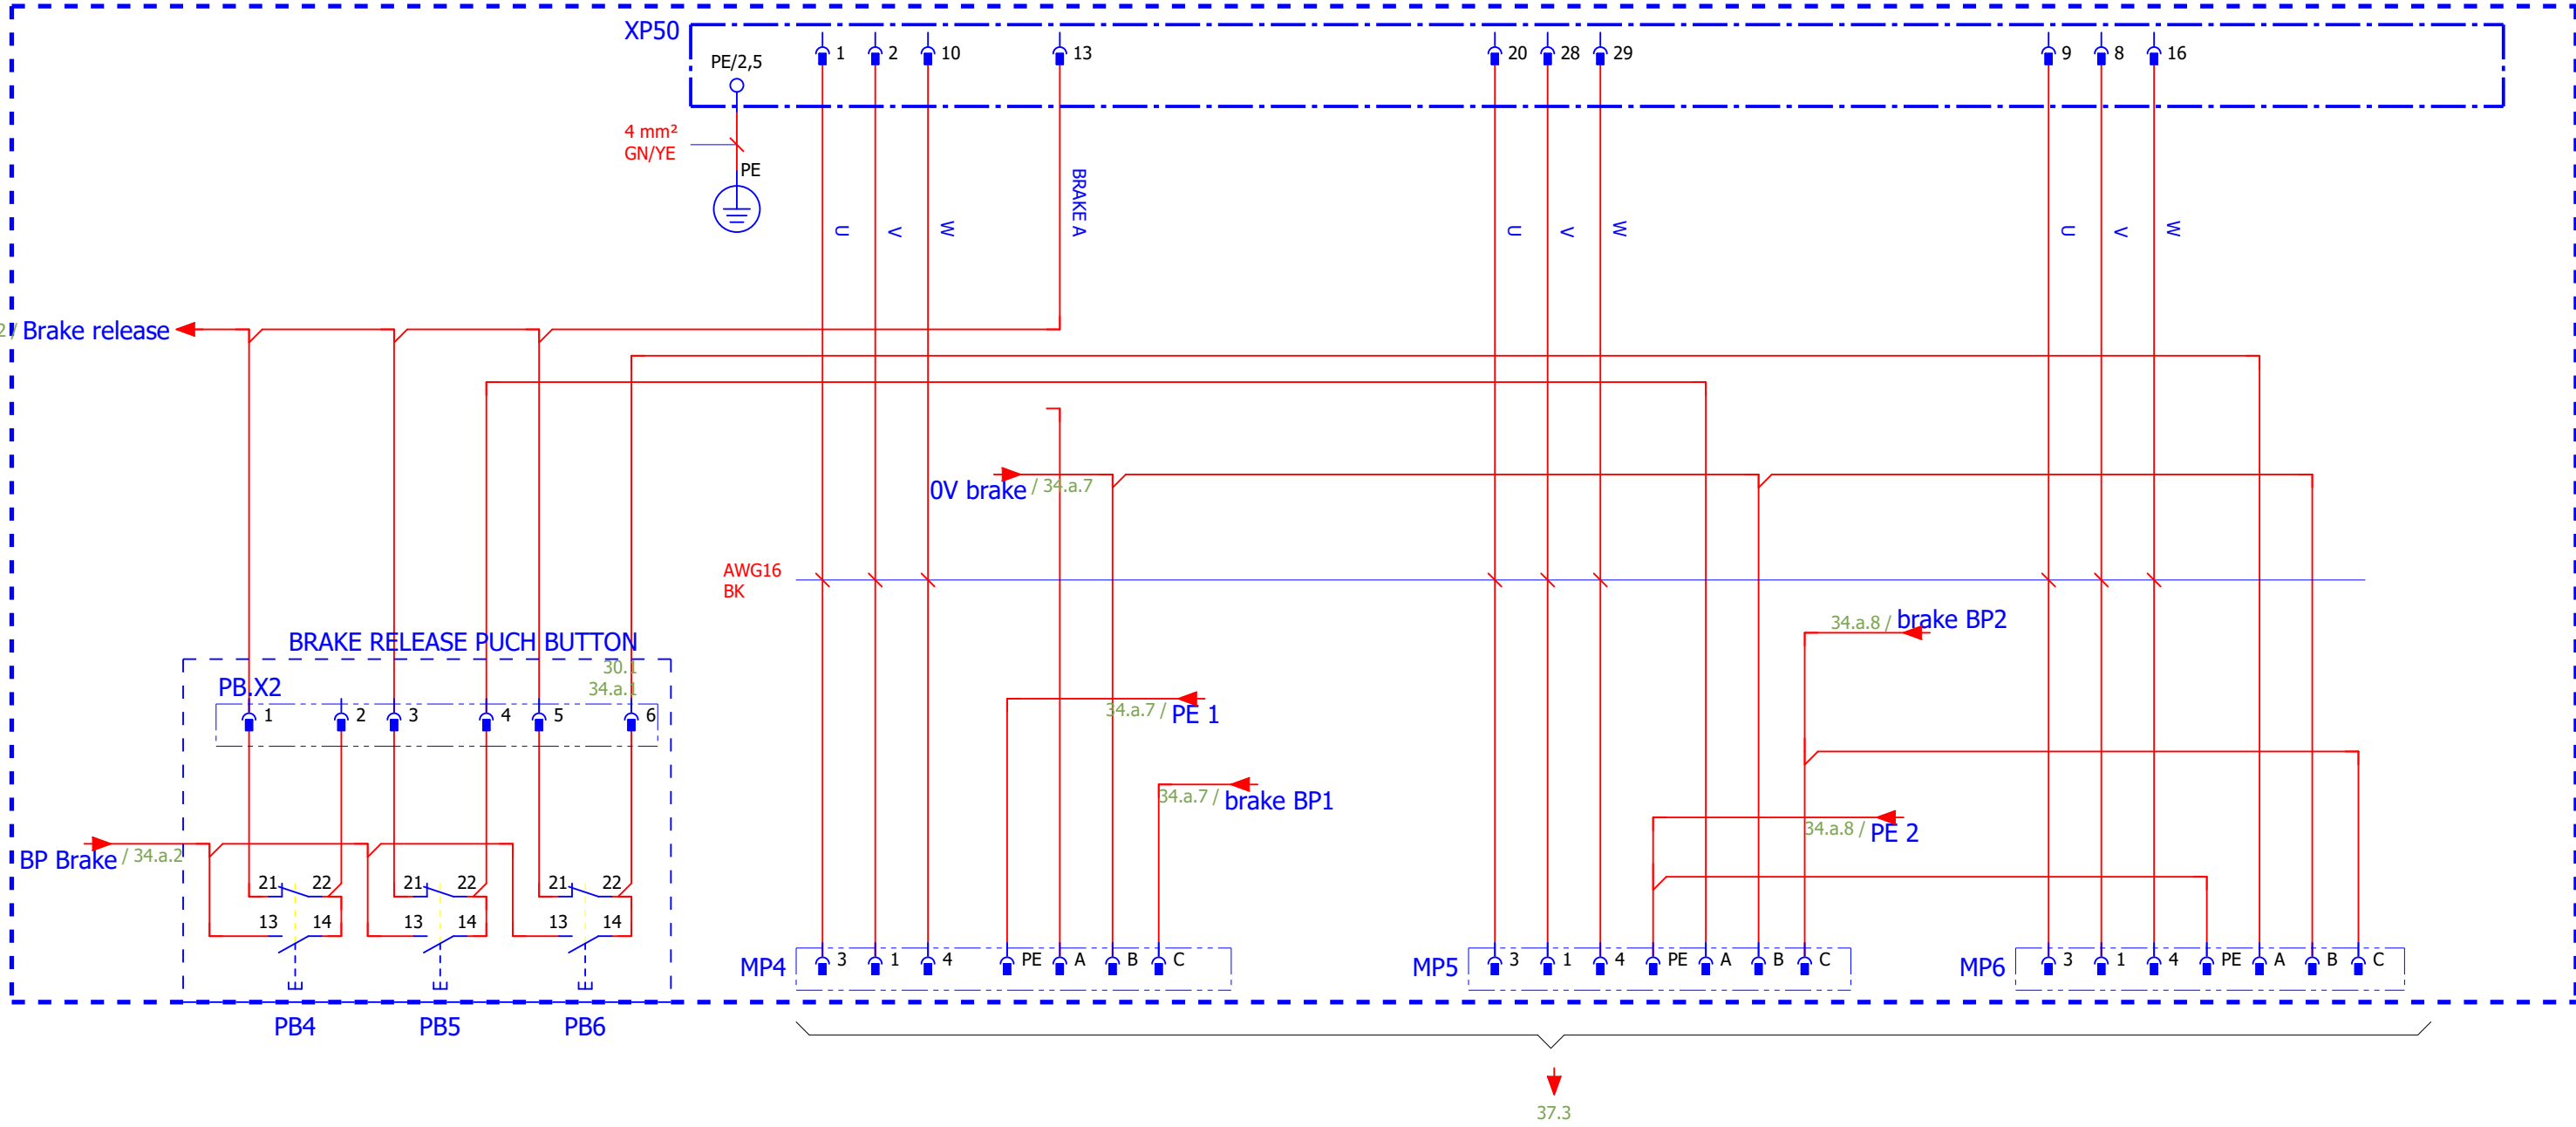 XP50
PE/2,5
1
2
10
13
20
28
29
9
8
16
4 mm²
GN/YE
PE
BRAKE A
U
V
W
U
V
W
U
V
W
2 / Brake release
0V brake / 34.a.7
AWG16
BK
34.a.8 / brake BP2
BRAKE RELEASE PUCH BUTTON
30.1
34.a.1
PB.X2
1
2
3
4
5
6
34.a.7 / PE 1
34.a.7 / brake BP1
34.a.8 / PE 2
BP Brake / 34.a.2
21
22
21
22
21
22
13
14
13
14
13
14
MP4
3
1
4
PE
A
B
C
MP5
3
1
4
PE
A
B
C
MP6
3
1
4
PE
A
B
C
PB4
PB5
PB6
37.3